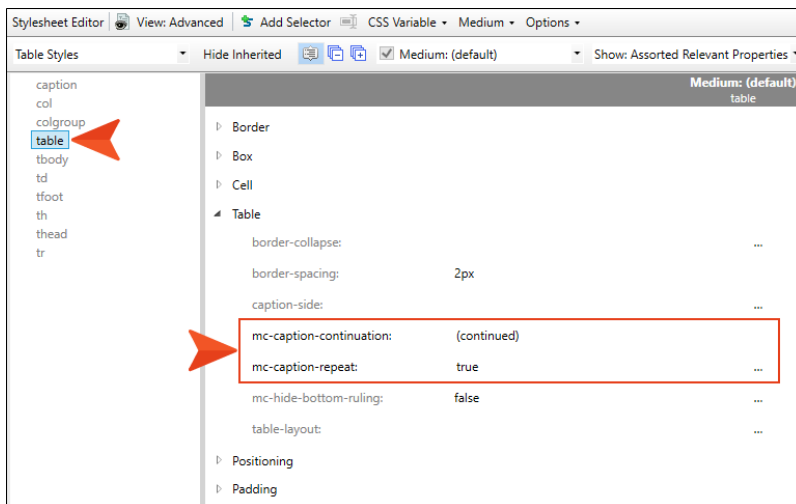 Stylesheet Editor View: Advanced Add Selector CSS Variable Medium Options
Table Styles Hide Inherited Medium: (default) Show: Assorted Relevant Properties
caption
col
colgroup
table
tbody
td
tfoot
th
thead
tr
Medium: (default)
table
Border
Box
Cell
Table
border-collapse: ...
border-spacing: 2px
caption-side: ...
mc-caption-continuation: (continued)
mc-caption-repeat: true ...
mc-hide-bottom-ruling: false ...
table-layout: ...
Positioning
Padding